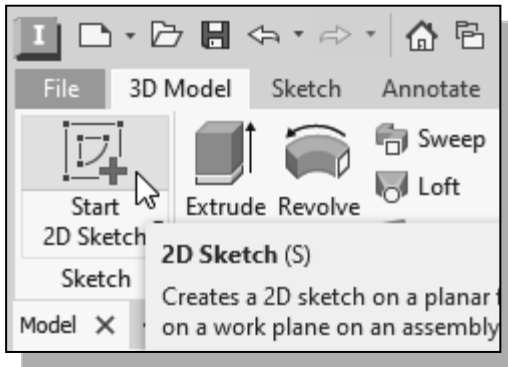 I
File 3D Model Sketch Annotate
Start
2D Sketch
Extrude Revolve
Sweep
Loft
Sketch
2D Sketch (S)
Creates a 2D sketch on a planar
on a work plane on an assembly
Model